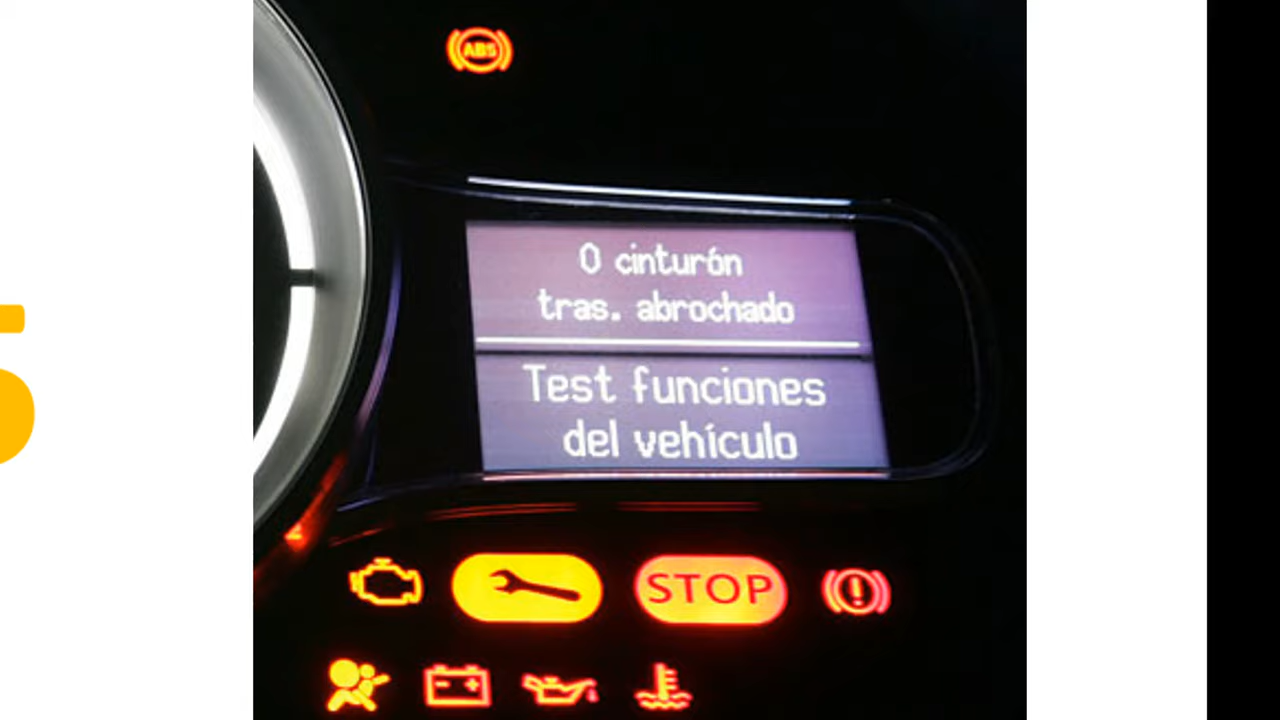 ABS
0 cinturón
tras. abrochado
Test funciones
del vehículo
STOP